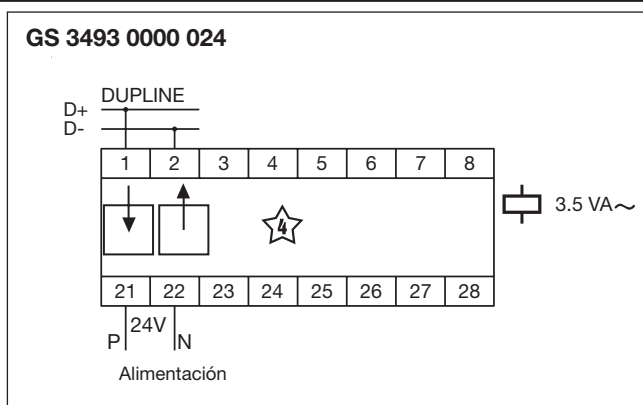 GS 3493 0000 024
DUPLINE
D+
D-
1 2 3 4 5 6 7 8
4
3.5 VA~
21 22 23 24 25 26 27 28
24V
P N
Alimentación